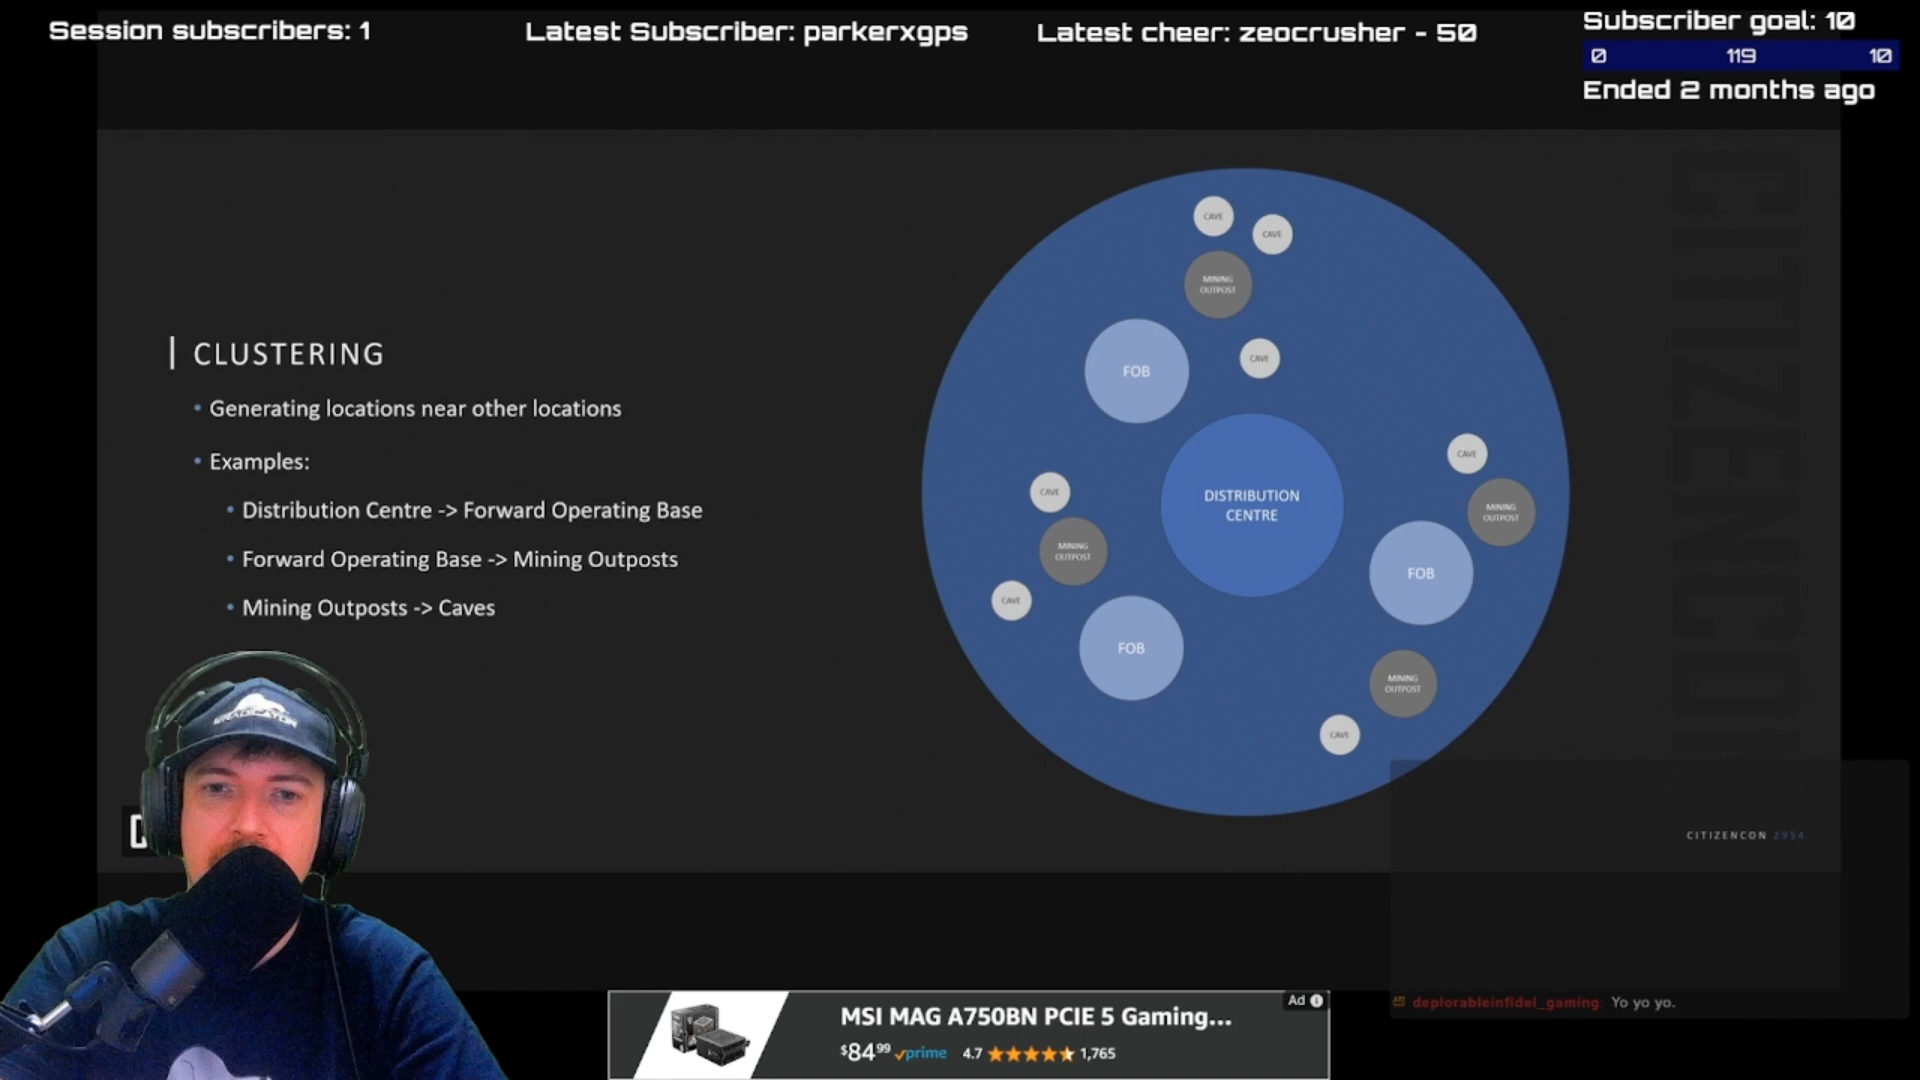 Session subscribers: 1
Latest Subscriber: parkerxgps
Latest cheer: zeocrusher - 50
Subscriber goal: 10
0 119 10
Ended 2 months ago
CITIZENCON
CLUSTERING
• Generating locations near other locations
• Examples:
• Distribution Centre -> Forward Operating Base
• Forward Operating Base -> Mining Outposts
• Mining Outposts -> Caves
CAVE
CAVE
MINING
OUTPOST
CAVE
FOB
CAVE
MINING
OUTPOST
CAVE
FOB
DISTRIBUTION
CENTRE
CAVE
MINING
OUTPOST
FOB
MINING
OUTPOST
CAVE
CITIZENCON 2954
deplorableinfidel_gaming: Yo yo yo.
Ad
MSI MAG A750BN PCIE 5 Gaming...
$84.99 prime 4.7 1,765